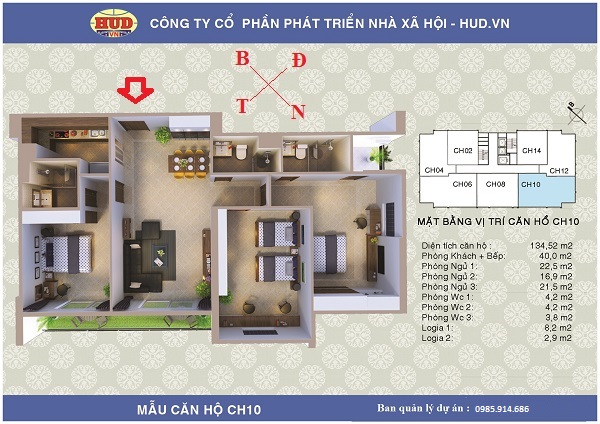 HUD
.VN
CÔNG TY CỔ PHẦN PHÁT TRIỂN NHÀ XÃ HỘI - HUD.VN
B Đ
T N
B
CH02
CH14
CH04
CH12
CH06
CH08
CH10
MẶT BẰNG VỊ TRÍ CĂN HỔ CH10
Diện tích căn hộ : 134,52 m2
Phòng Khách + Bếp: 40,0 m2
Phòng Ngủ 1: 22,5 m2
Phòng Ngủ 2: 16,9 m2
Phòng Ngủ 3: 21,5 m2
Phòng Wc 1: 4,2 m2
Phòng Wc 2: 4,2 m2
Phòng Wc 3: 3,8 m2
Logia 1: 8,2 m2
Logia 2: 2,9 m2
MẪU CĂN HỘ CH10
Ban quản lý dự án : 0985.914.686